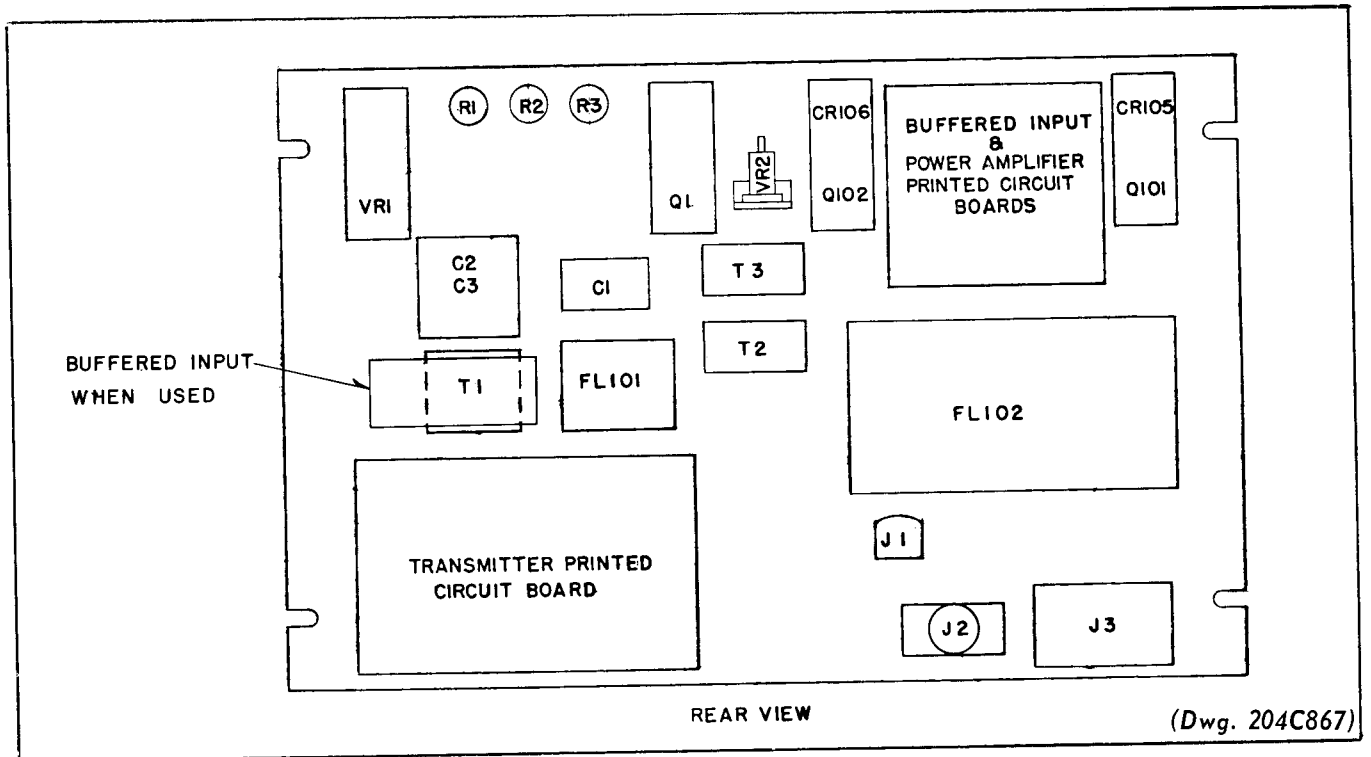 R1
R2
R3
VR1
Q1
VR2
CR106
Q102
BUFFERED INPUT
&
POWER AMPLIFIER
PRINTED CIRCUIT
BOARDS
CR105
Q101
C2
C3
C1
T3
T2
BUFFERED INPUT
WHEN USED
T1
FL101
FL102
TRANSMITTER PRINTED
CIRCUIT BOARD
J1
J2
J3
REAR VIEW
(Dwg. 204C867)